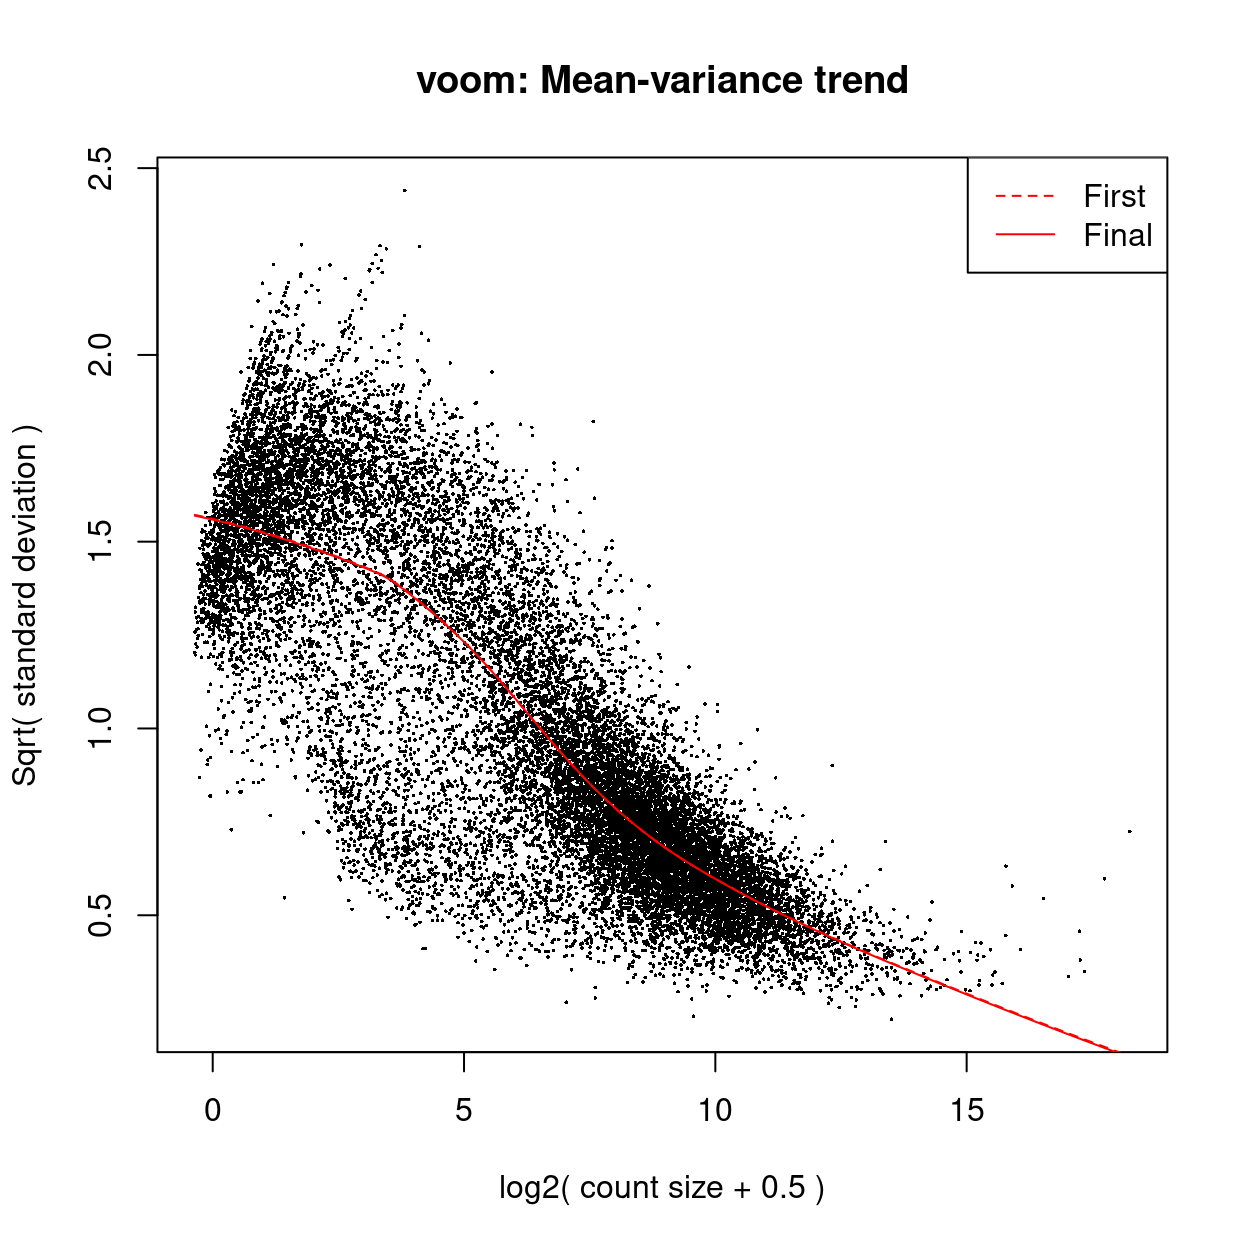 voom: Mean-variance trend
First
Final
Sqrt( standard deviation )
2.5
2.0
1.5
1.0
0.5
0 5 10 15
log2( count size + 0.5 )